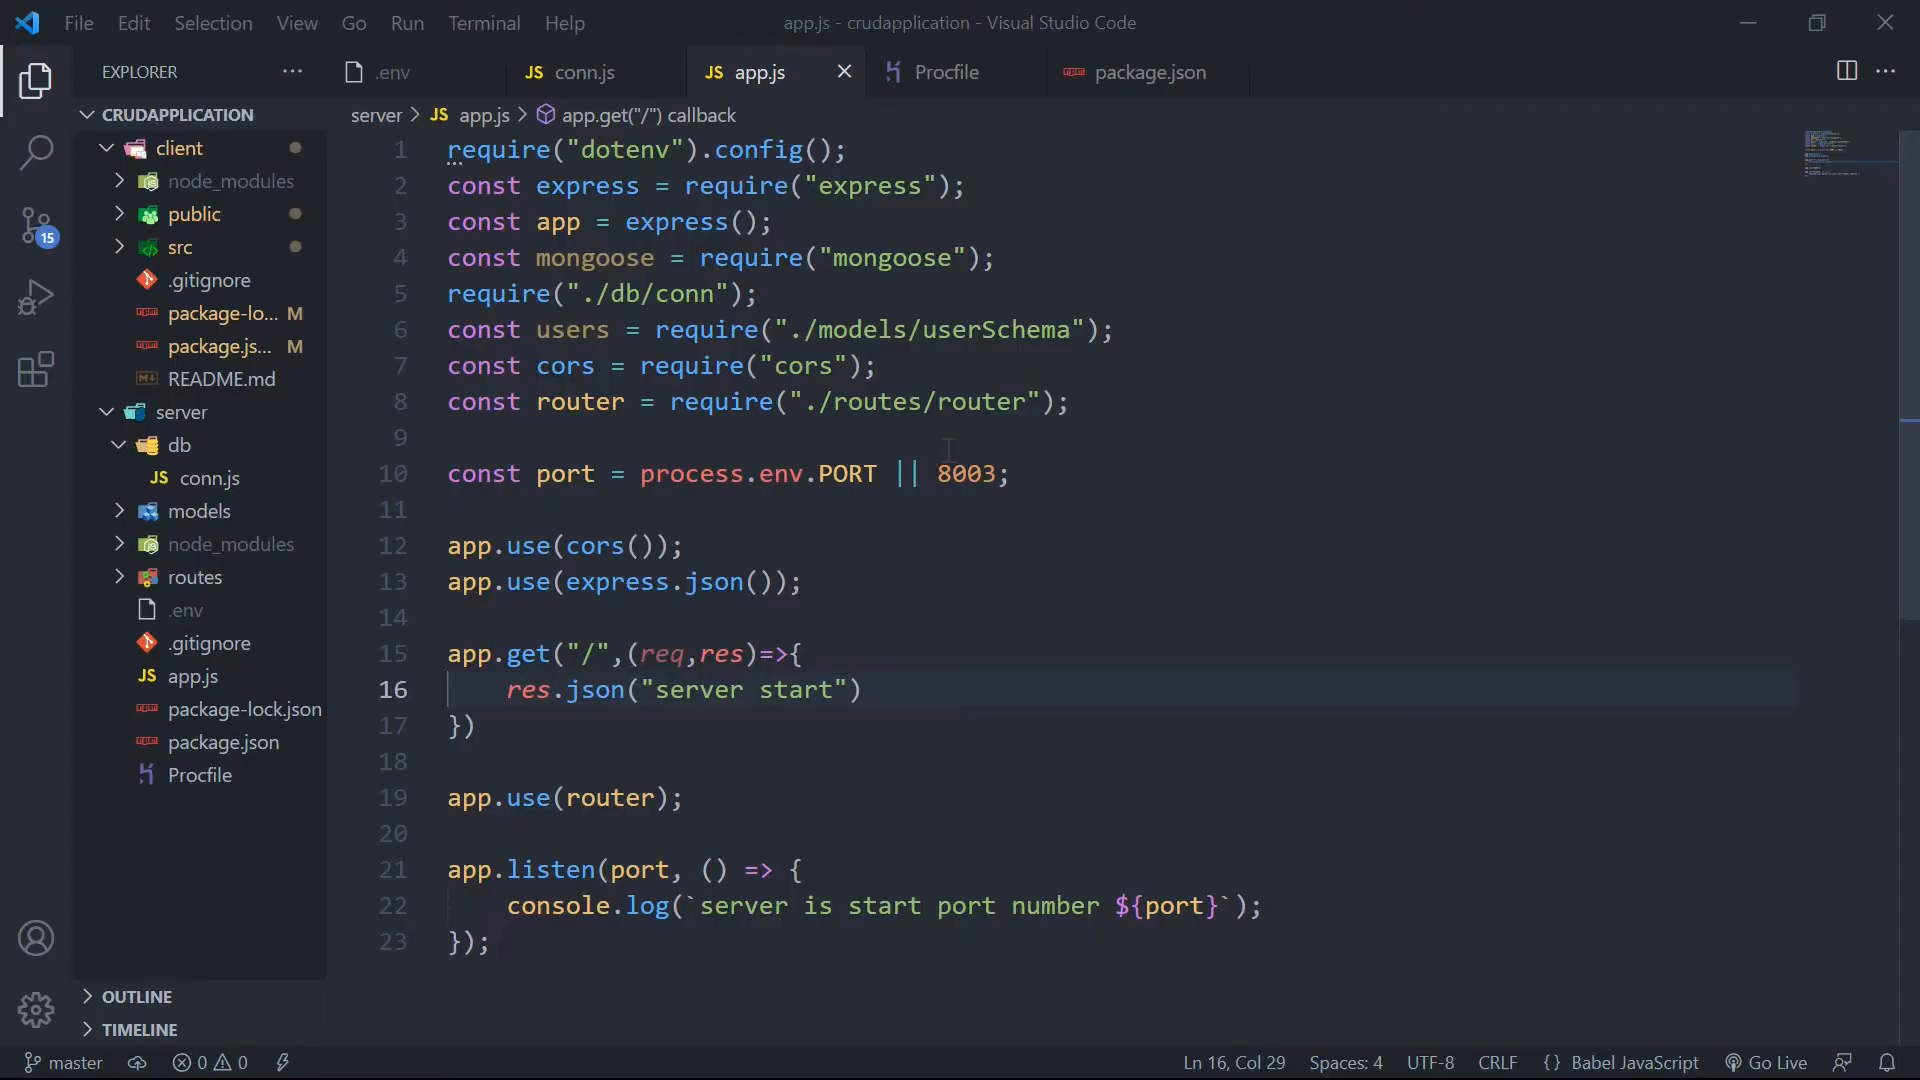 File Edit Selection View Go Run Terminal Help
app.js - crudapplication - Visual Studio Code
EXPLORER
.env
conn.js
app.js
Procfile
package.json
server > JS app.js > app.get("/") callback
CRUDAPPLICATION
client
node_modules
public
src
.gitignore
package-lo... M
package.js... M
README.md
server
db
JS conn.js
models
node_modules
routes
.env
.gitignore
JS app.js
package-lock.json
package.json
Procfile
OUTLINE
TIMELINE
15
1 require("dotenv").config();
2 const express = require("express");
3 const app = express();
4 const mongoose = require("mongoose");
5 require("./db/conn");
6 const users = require("./models/userSchema");
7 const cors = require("cors");
8 const router = require("./routes/router");
9
10 const port = process.env.PORT || 8003;
11
12 app.use(cors());
13 app.use(express.json());
14
15 app.get("/",(req,res)=>{
16 res.json("server start")
17 })
18
19 app.use(router);
20
21 app.listen(port, () => {
22 console.log(`server is start port number ${port}`);
23 });
master 0 0 Ln 16, Col 29 Spaces: 4 UTF-8 CRLF {} Babel JavaScript Go Live